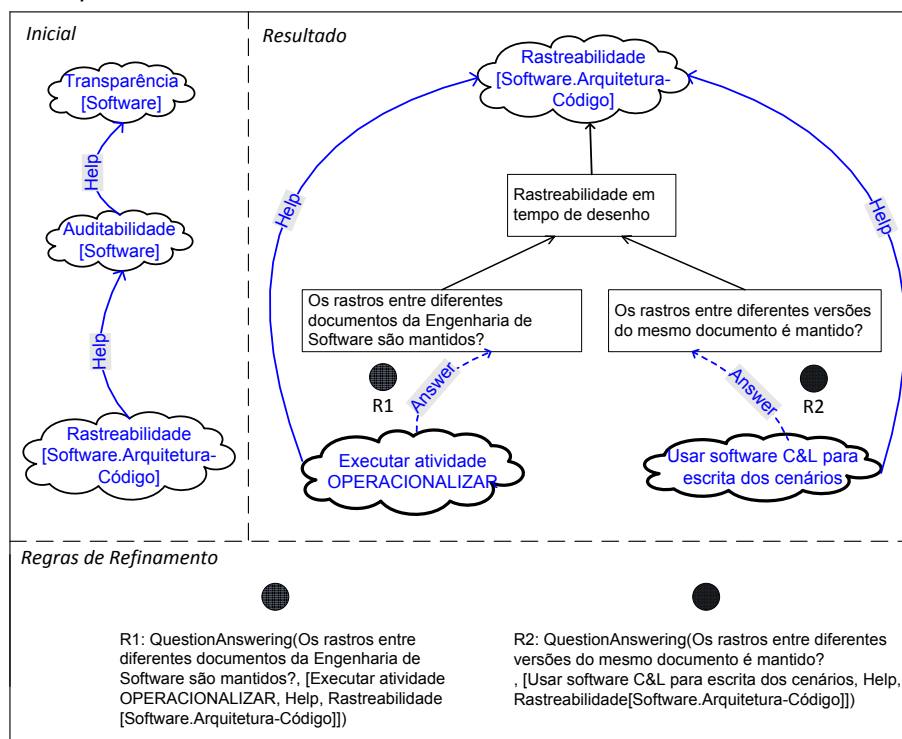 Inicial
Transparência
[Software]
Help
Auditabilidade
[Software]
Help
Rastreabilidade
[Software.Arquitetura-
Código]
Resultado
Rastreabilidade
[Software.Arquitetura-
Código]
Help
Help
Rastreabilidade em
tempo de desenho
Os rastros entre diferentes
documentos da Engenharia de
Software são mantidos?
Os rastros entre diferentes versões
do mesmo documento é mantido?
R1
Answer
Answer
R2
Executar atividade
OPERACIONALIZAR
Usar software C&L para
escrita dos cenários
Regras de Refinamento
R1: QuestionAnswering(Os rastros entre
diferentes documentos da Engenharia de
Software são mantidos?, [Executar atividade
OPERACIONALIZAR, Help, Rastreabilidade
[Software.Arquitetura-Código]])
R2: QuestionAnswering(Os rastros entre diferentes
versões do mesmo documento é mantido?
, [Usar software C&L para escrita dos cenários, Help,
Rastreabilidade[Software.Arquitetura-Código]])